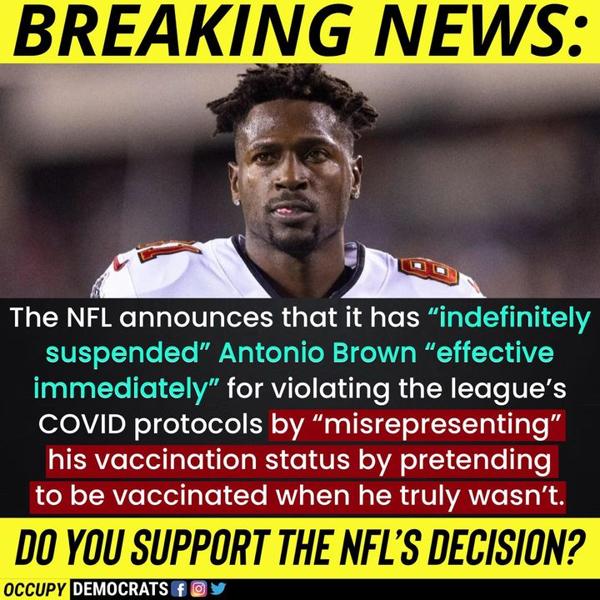 BREAKING NEWS:
81
8
The NFL announces that it has “indefinitely
suspended” Antonio Brown “effective
immediately” for violating the league’s
COVID protocols by “misrepresenting”
his vaccination status by pretending
to be vaccinated when he truly wasn’t.
DO YOU SUPPORT THE NFL’S DECISION?
OCCUPY DEMOCRATS